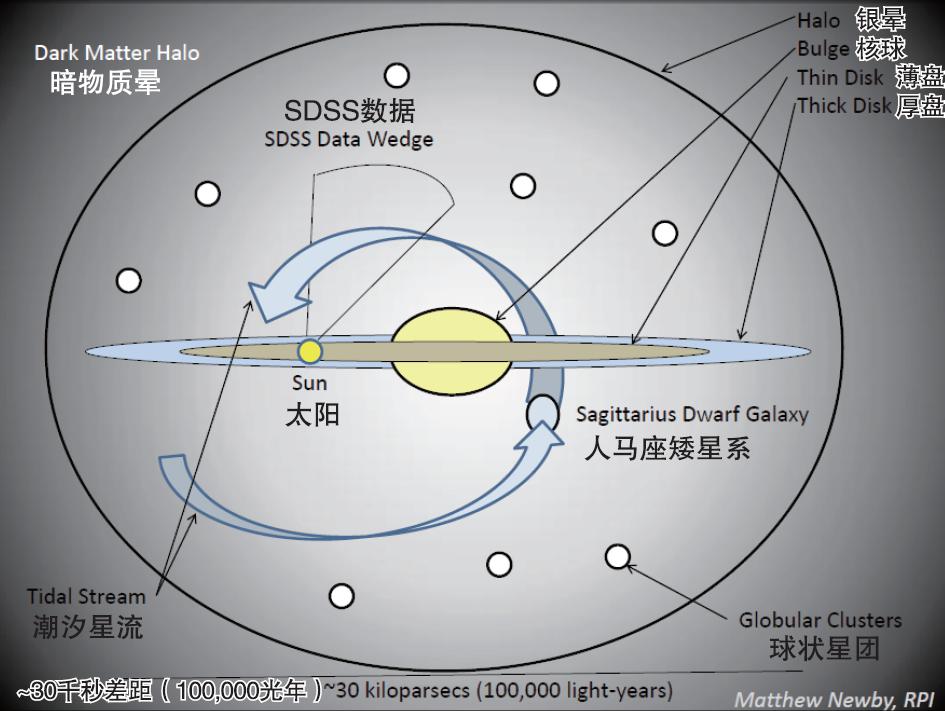 Halo 银晕
Bulge 核球
Thin Disk 薄盘
Thick Disk 厚盘
Dark Matter Halo
暗物质晕
SDSS数据
SDSS Data Wedge
Sun
太阳
Sagittarius Dwarf Galaxy
人马座矮星系
Tidal Stream
潮汐星流
Globular Clusters
球状星团
~30千秒差距（100,000光年）~30 kiloparsecs (100,000 light-years)
Matthew Newby, RPI